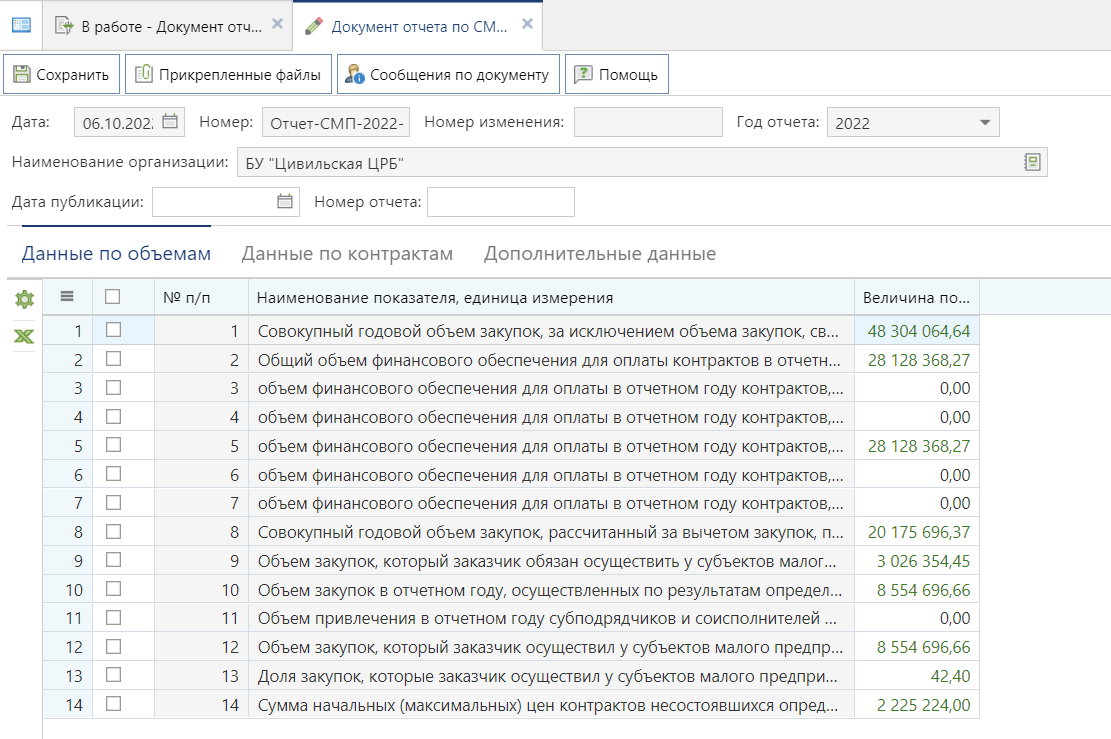 В работе - Документ отч...
Документ отчета по СМ...
Сохранить
Прикрепленные файлы
Сообщения по документу
Помощь
Дата: 06.10.202 Номер: Отчет-СМП-2022- Номер изменения: Год отчета: 2022
Наименование организации: БУ "Цивильская ЦРБ"
Дата публикации: Номер отчета:
Данные по объемам Данные по контрактам Дополнительные данные
№ п/п Наименование показателя, единица измерения Величина по...
1 1 Совокупный годовой объем закупок, за исключением объема закупок, св... 48 304 064,64
2 2 Общий объем финансового обеспечения для оплаты контрактов в отчетн... 28 128 368,27
3 3 объем финансового обеспечения для оплаты в отчетном году контрактов,... 0,00
4 4 объем финансового обеспечения для оплаты в отчетном году контрактов,... 0,00
5 5 объем финансового обеспечения для оплаты в отчетном году контрактов,... 28 128 368,27
6 6 объем финансового обеспечения для оплаты в отчетном году контрактов,... 0,00
7 7 объем финансового обеспечения для оплаты в отчетном году контрактов,... 0,00
8 8 Совокупный годовой объем закупок, рассчитанный за вычетом закупок, п... 20 175 696,37
9 9 Объем закупок, который заказчик обязан осуществить у субъектов малог... 3 026 354,45
10 10 Объем закупок в отчетном году, осуществленных по результатам определ... 8 554 696,66
11 11 Объем привлечения в отчетном году субподрядчиков и соисполнителей ... 0,00
12 12 Объем закупок, который заказчик осуществил у субъектов малого предпр... 8 554 696,66
13 13 Доля закупок, которые заказчик осуществил у субъектов малого предпри... 42,40
14 14 Сумма начальных (максимальных) цен контрактов несостоявшихся опред... 2 225 224,00